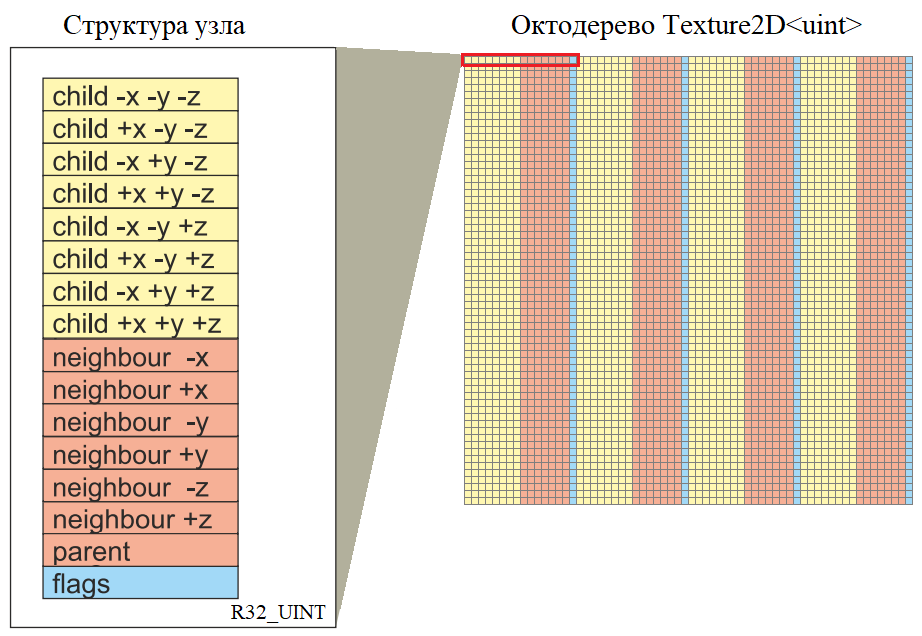 Структура узла
Октодерево Texture2D<uint>
child -x -y -z
child +x -y -z
child -x +y -z
child +x +y -z
child -x -y +z
child +x -y +z
child -x +y +z
child +x +y +z
neighbour -x
neighbour +x
neighbour -y
neighbour +y
neighbour -z
neighbour +z
parent
flags
R32_UINT